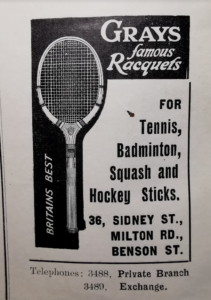 GRAYS
famous
Racquets
FOR
Tennis,
Badminton,
Squash and
Hockey Sticks.
36, SIDNEY ST.,
MILTON RD.,
BENSON ST.
BRITAINS BEST
Telephones: 3488, Private Branch
3489, Exchange.